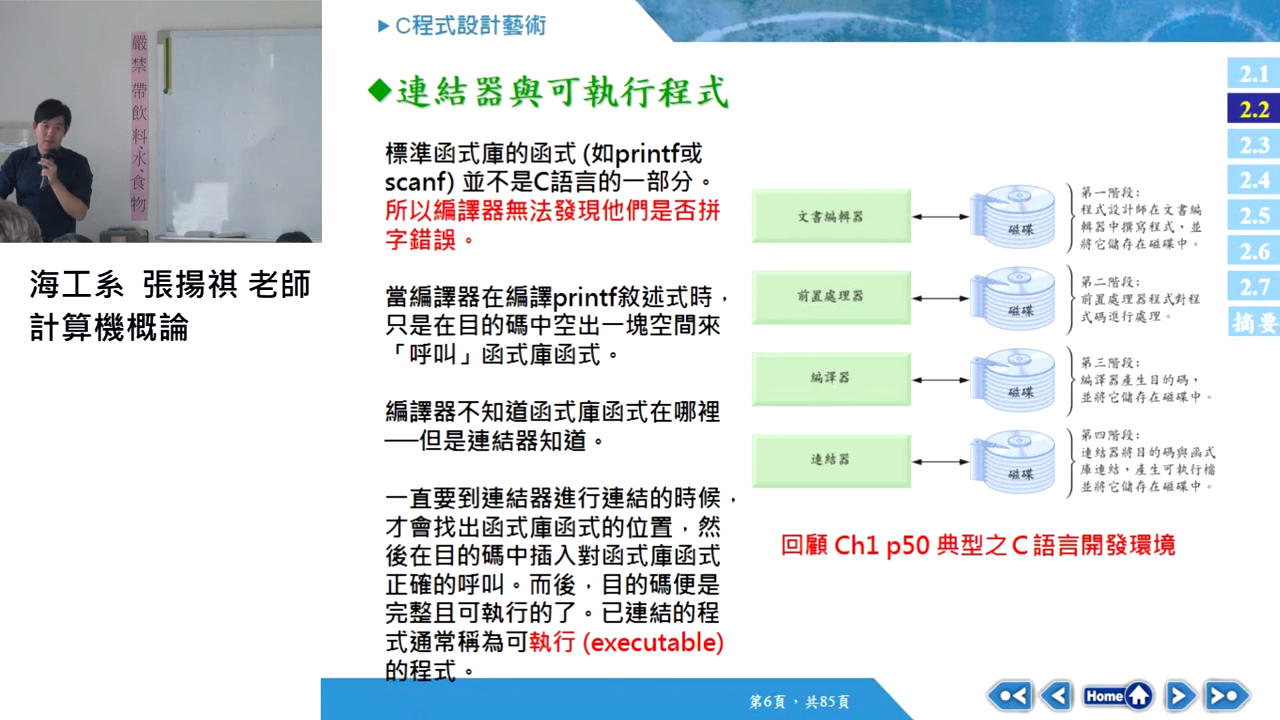 嚴禁帶飲料、水、食物
海工系 張揚祺 老師
計算機概論
C程式設計藝術
連結器與可執行程式
標準函式庫的函式 (如printf或
scanf) 並不是C語言的一部分。
所以編譯器無法發現他們是否拼
字錯誤。
當編譯器在編譯printf敘述式時，
只是在目的碼中空出一塊空間來
「呼叫」函式庫函式。
編譯器不知道函式庫函式在哪裡
──但是連結器知道。
一直要到連結器進行連結的時候，
才會找出函式庫函式的位置，然
後在目的碼中插入對函式庫函式
正確的呼叫。而後，目的碼便是
完整且可執行的了。已連結的程
式通常稱為可執行 (executable)
的程式。
文書編輯器
磁碟
第一階段：
程式設計師在文書編
輯器中撰寫程式，並
將它儲存在磁碟中。
前置處理器
磁碟
第二階段：
前置處理器程式對程
式碼進行處理。
編譯器
磁碟
第三階段：
編譯器產生目的碼，
並將它儲存在磁碟中。
連結器
磁碟
第四階段：
連結器將目的碼與函式
庫連結，產生可執行檔
並將它儲存在磁碟中。
回顧 Ch1 p50 典型之C 語言開發環境
2.1
2.2
2.3
2.4
2.5
2.6
2.7
摘要
第6頁，共85頁
Home